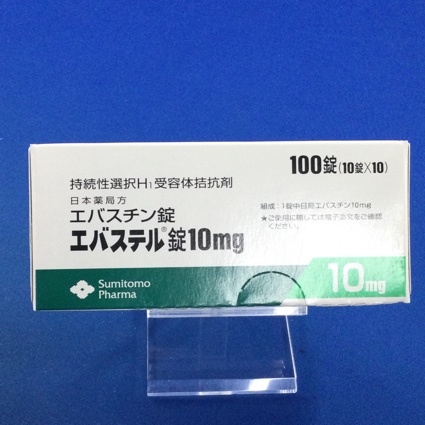 100錠(10錠×10)
持続性選択H₁受容体拮抗剤
日本薬局方
エバスチン錠
エバステル®錠10mg
組成:1錠中日局エバスチン10mg
★ご使用に際しては電子添文をご確認
ください。
Sumitomo
Pharma
10mg